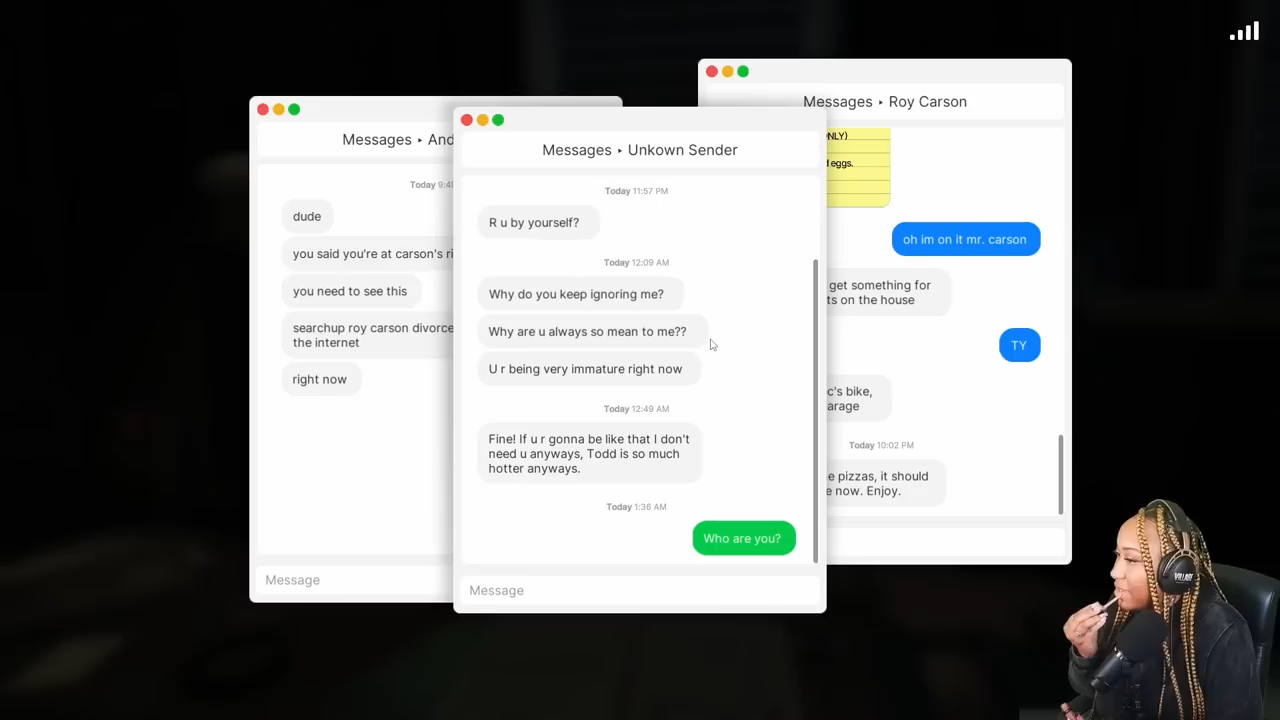 Messages ‣ And
Today 9:4
dude
you said you're at carson's ri
you need to see this
searchup roy carson divorce
the internet
right now
Message
Messages ‣ Unkown Sender
Today 11:57 PM
R u by yourself?
Today 12:09 AM
Why do you keep ignoring me?
Why are u always so mean to me??
U r being very immature right now
Today 12:49 AM
Fine! If u r gonna be like that I don't
need u anyways, Todd is so much
hotter anyways.
Today 1:36 AM
Who are you?
Message
Messages ‣ Roy Carson
ONLY)
eggs.
oh im on it mr. carson
get something for
ts on the house
TY
c's bike,
arage
Today 10:02 PM
e pizzas, it should
e now. Enjoy.
VILLAGE